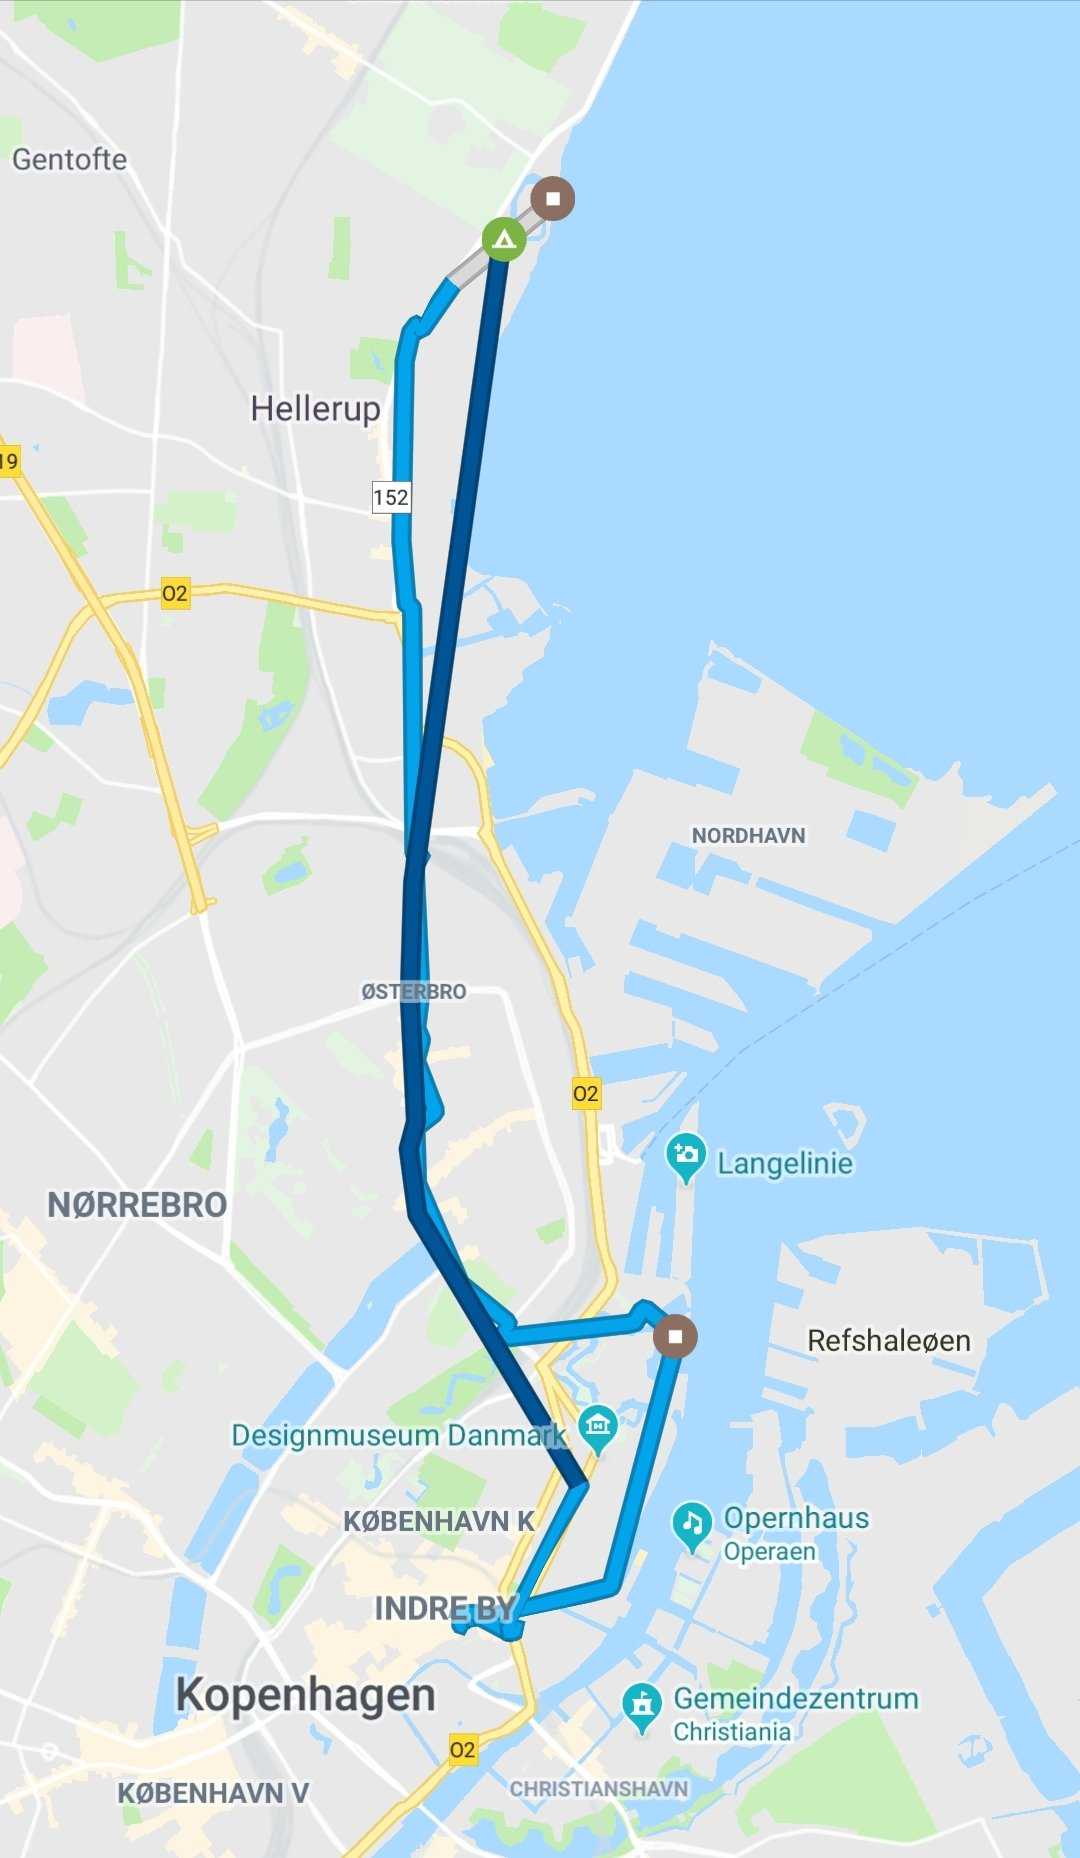 Gentofte
Hellerup
19
152
O2
NORDHAVN
ØSTERBRO
O2
Langelinie
NØRREBRO
Refshaleøen
Designmuseum Danmark
KØBENHAVN K
Opernhaus
Operaen
INDRE BY
Kopenhagen
Gemeindezentrum
Christiania
O2
KØBENHAVN V
CHRISTIANSHAVN